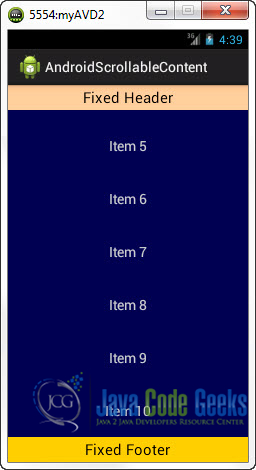 5554:myAVD2
3G 4:39
AndroidScrollableContent
Fixed Header
Item 5
Item 6
Item 7
Item 8
Item 9
JCG Java Code Geeks
JAVA 2 JAVA DEVELOPERS RESOURCE CENTER
Item 10
Fixed Footer